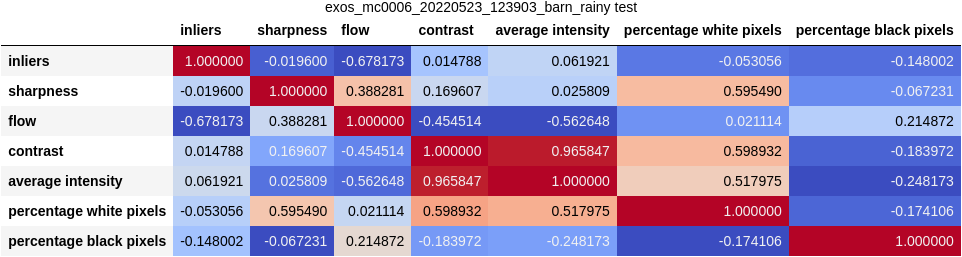 exos_mc0006_20220523_123903_barn_rainy test
inliers sharpness flow contrast average intensity percentage white pixels percentage black pixels
inliers 1.000000 -0.019600 -0.678173 0.014788 0.061921 -0.053056 -0.148002
sharpness -0.019600 1.000000 0.388281 0.169607 0.025809 0.595490 -0.067231
flow -0.678173 0.388281 1.000000 -0.454514 -0.562648 0.021114 0.214872
contrast 0.014788 0.169607 -0.454514 1.000000 0.965847 0.598932 -0.183972
average intensity 0.061921 0.025809 -0.562648 0.965847 1.000000 0.517975 -0.248173
percentage white pixels -0.053056 0.595490 0.021114 0.598932 0.517975 1.000000 -0.174106
percentage black pixels -0.148002 -0.067231 0.214872 -0.183972 -0.248173 -0.174106 1.000000